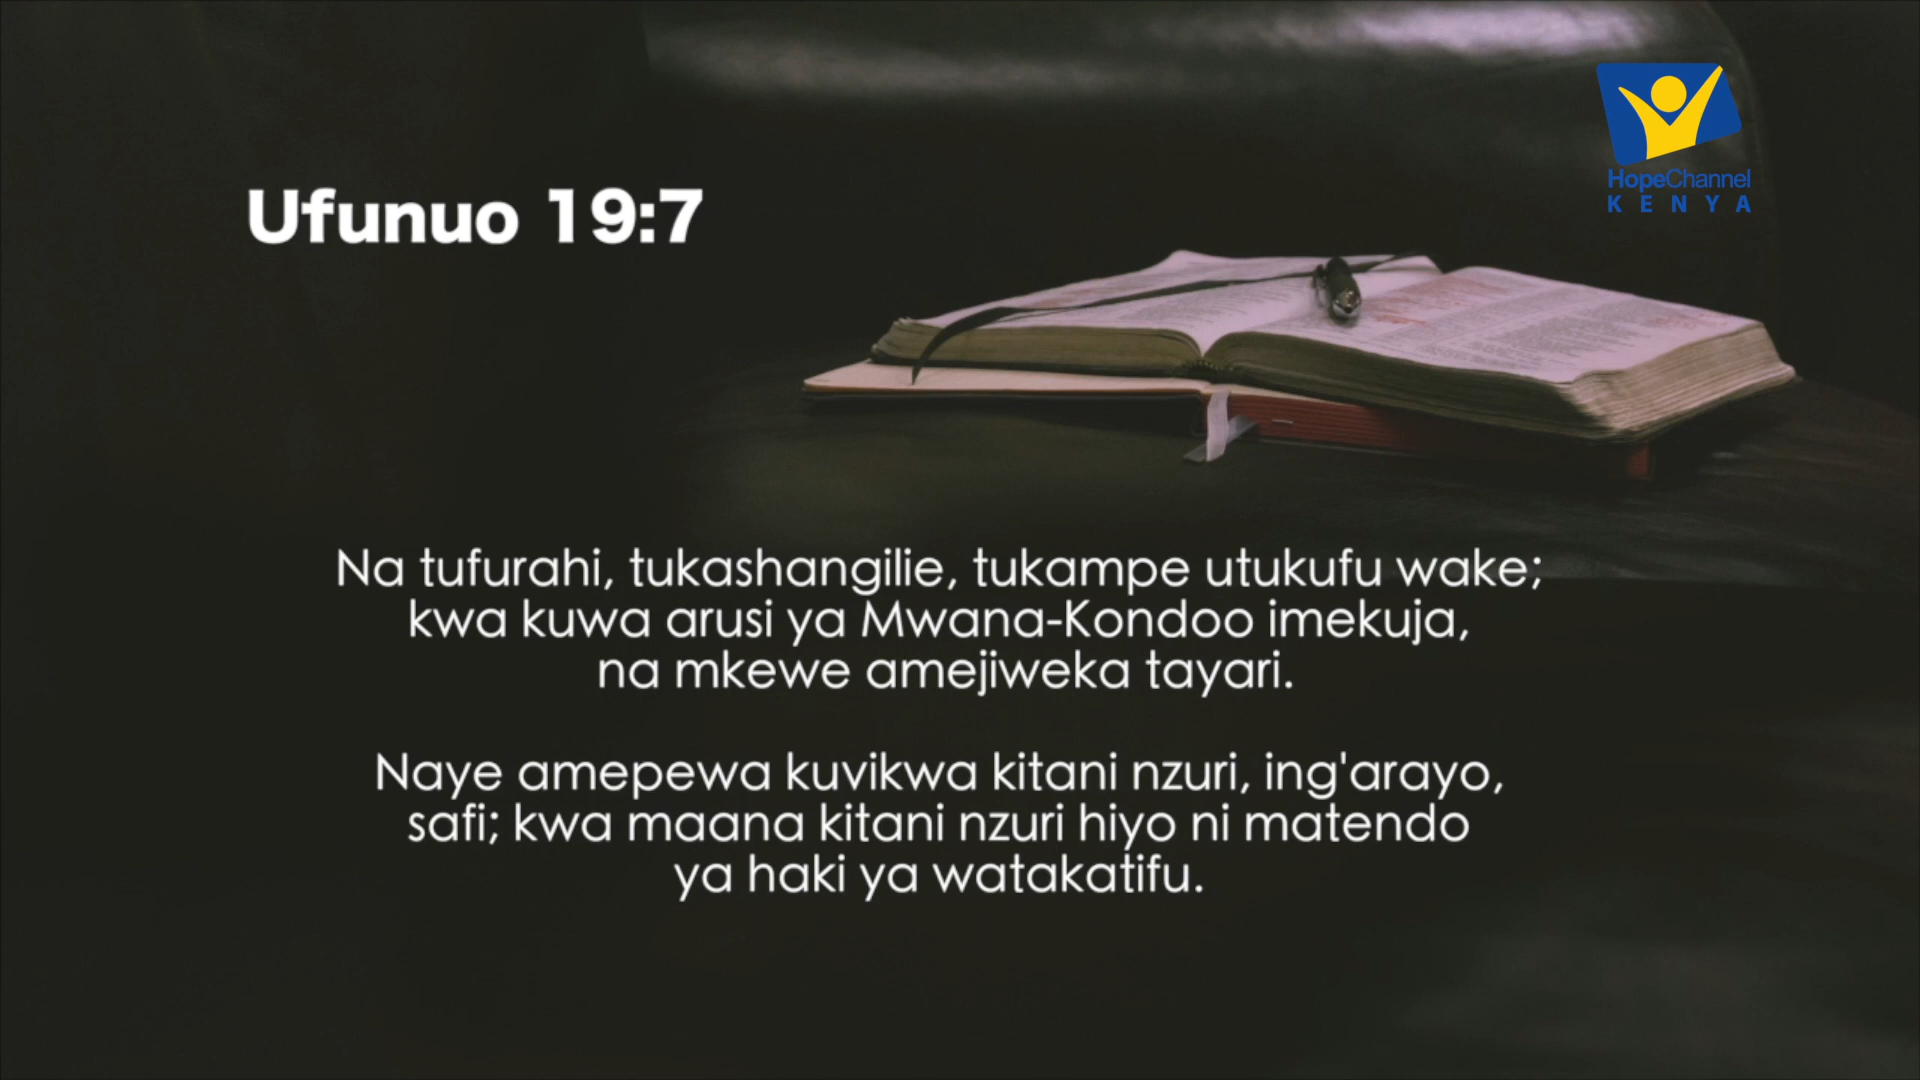 HopeChannel
KENYA
Ufunuo 19:7
Na tufurahi, tukashangilie, tukampe utukufu wake;
kwa kuwa arusi ya Mwana-Kondoo imekuja,
na mkewe amejiweka tayari.
Naye amepewa kuvikwa kitani nzuri, ing'arayo,
safi; kwa maana kitani nzuri hiyo ni matendo
ya haki ya watakatifu.